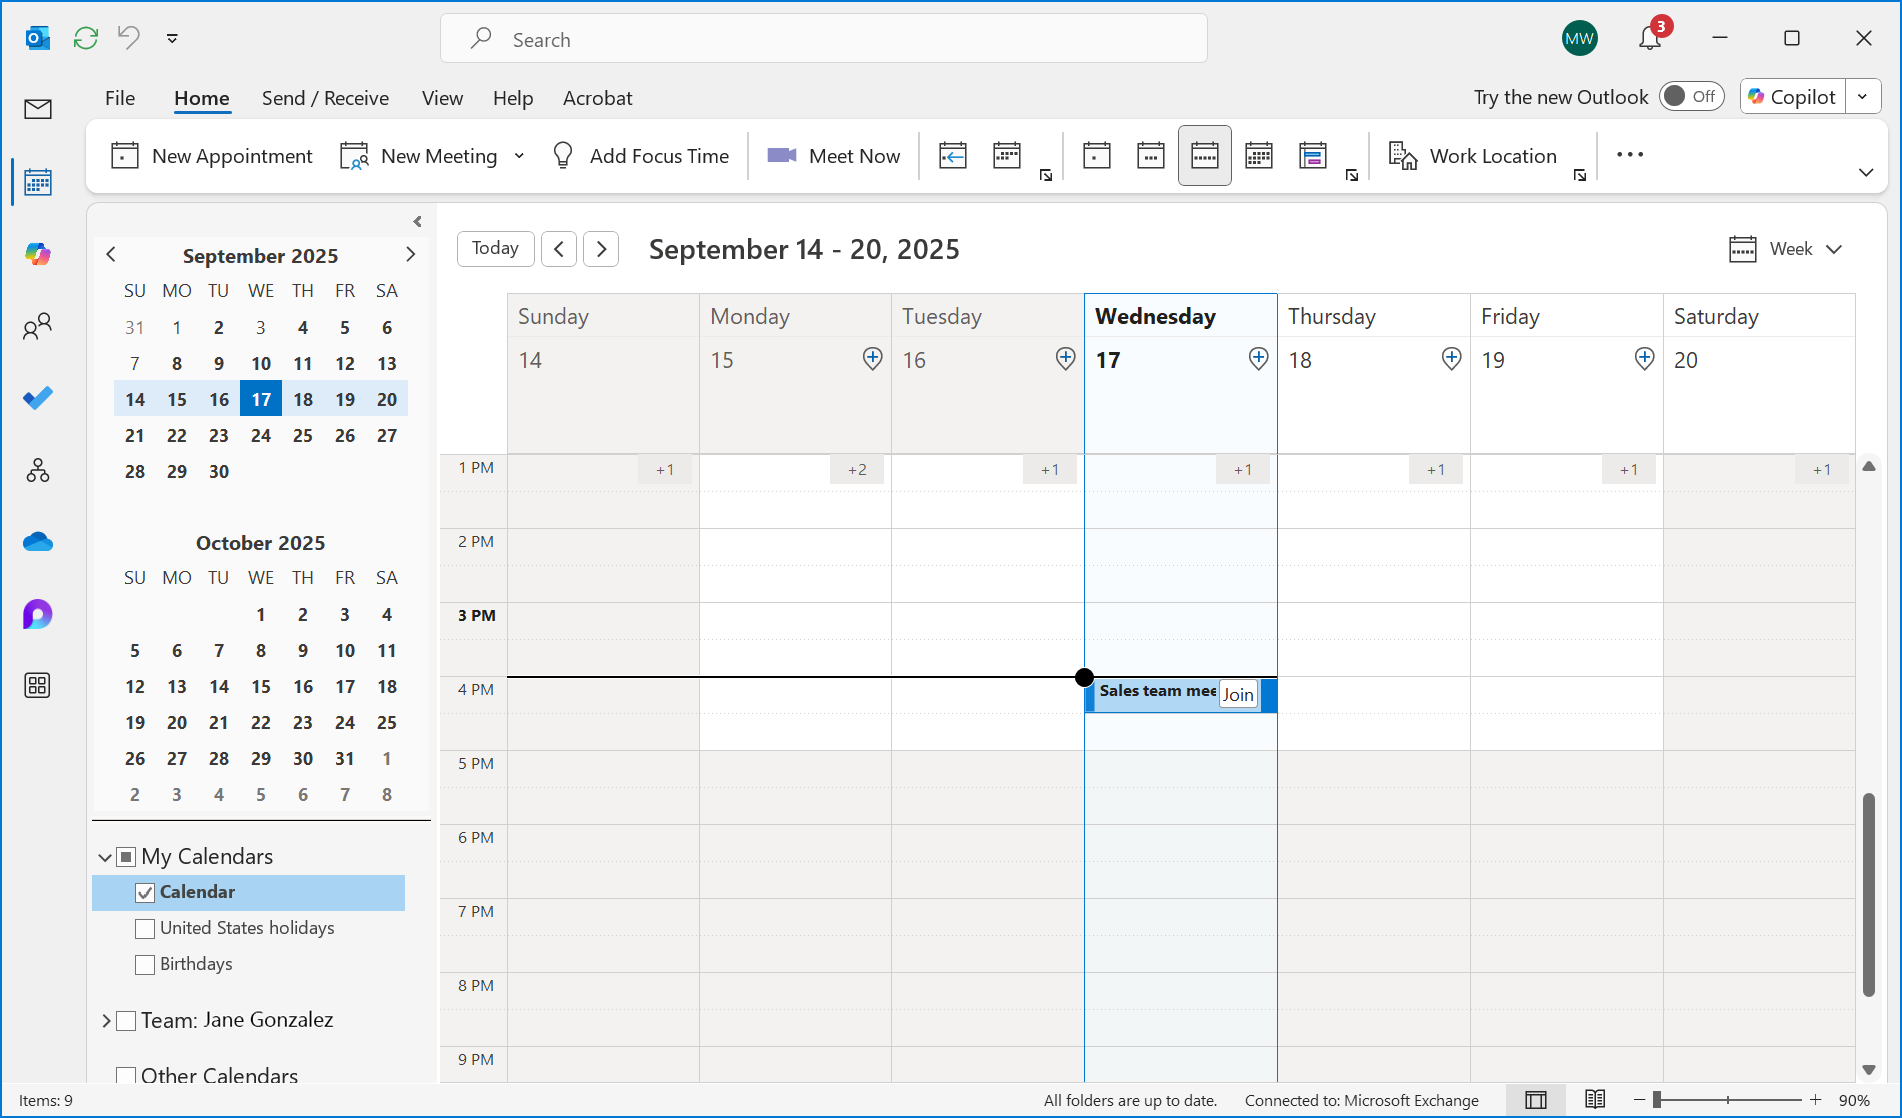 Search
MW
3
File Home Send / Receive View Help Acrobat
Try the new Outlook Off Copilot
New Appointment New Meeting Add Focus Time Meet Now Work Location
September 2025
SU MO TU WE TH FR SA
31 1 2 3 4 5 6
7 8 9 10 11 12 13
14 15 16 17 18 19 20
21 22 23 24 25 26 27
28 29 30
October 2025
SU MO TU WE TH FR SA
1 2 3 4
5 6 7 8 9 10 11
12 13 14 15 16 17 18
19 20 21 22 23 24 25
26 27 28 29 30 31 1
2 3 4 5 6 7 8
My Calendars
Calendar
United States holidays
Birthdays
Team: Jane Gonzalez
Other Calendars
Today September 14 - 20, 2025 Week
Sunday Monday Tuesday Wednesday Thursday Friday Saturday
14 15 16 17 18 19 20
1 PM +1 +2 +1 +1 +1 +1 +1
2 PM
3 PM
4 PM Sales team mee Join
5 PM
6 PM
7 PM
8 PM
9 PM
Items: 9 All folders are up to date. Connected to: Microsoft Exchange 90%